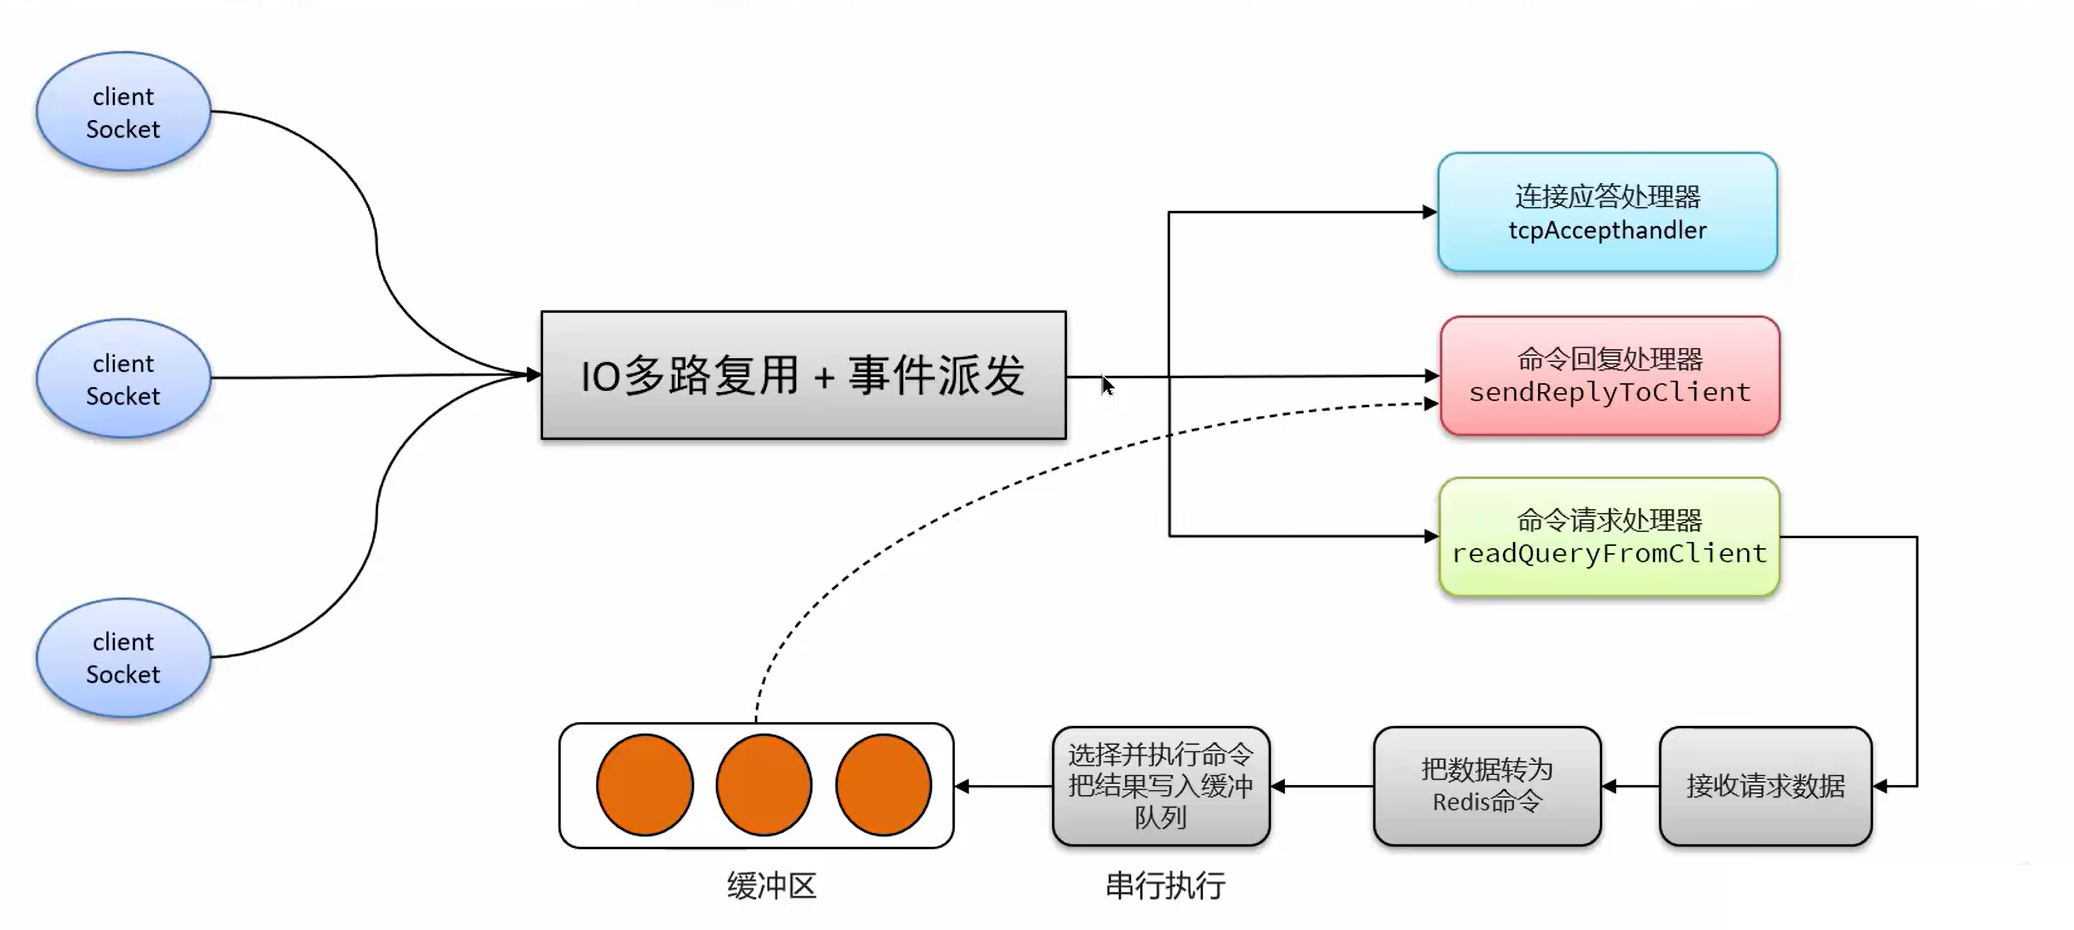 client
Socket
client
Socket
client
Socket
IO多路复用 + 事件派发
连接应答处理器
tcpAccepthandler
命令回复处理器
sendReplyToClient
命令请求处理器
readQueryFromClient
接收请求数据
把数据转为
Redis命令
选择并执行命令
把结果写入缓冲
队列
串行执行
缓冲区